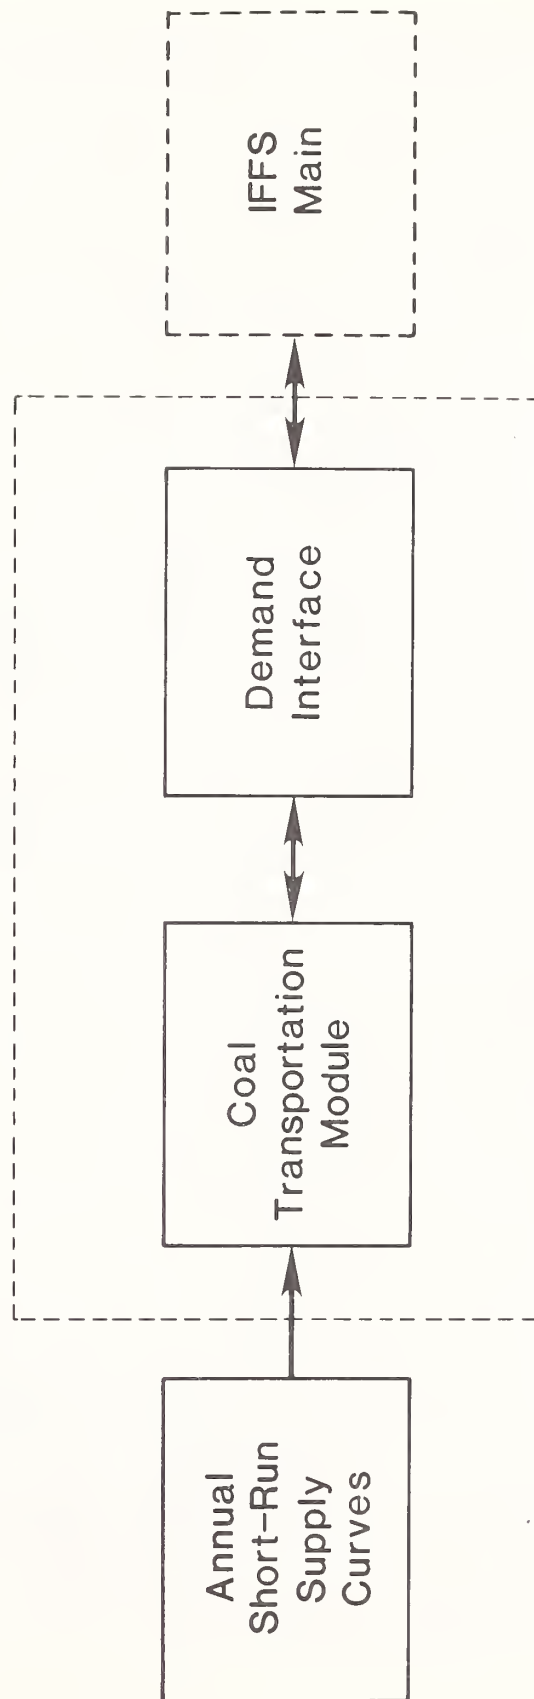 Annual
Short-Run
Supply
Curves
Coal
Transportation
Module
Demand
Interface
IFFS
Main